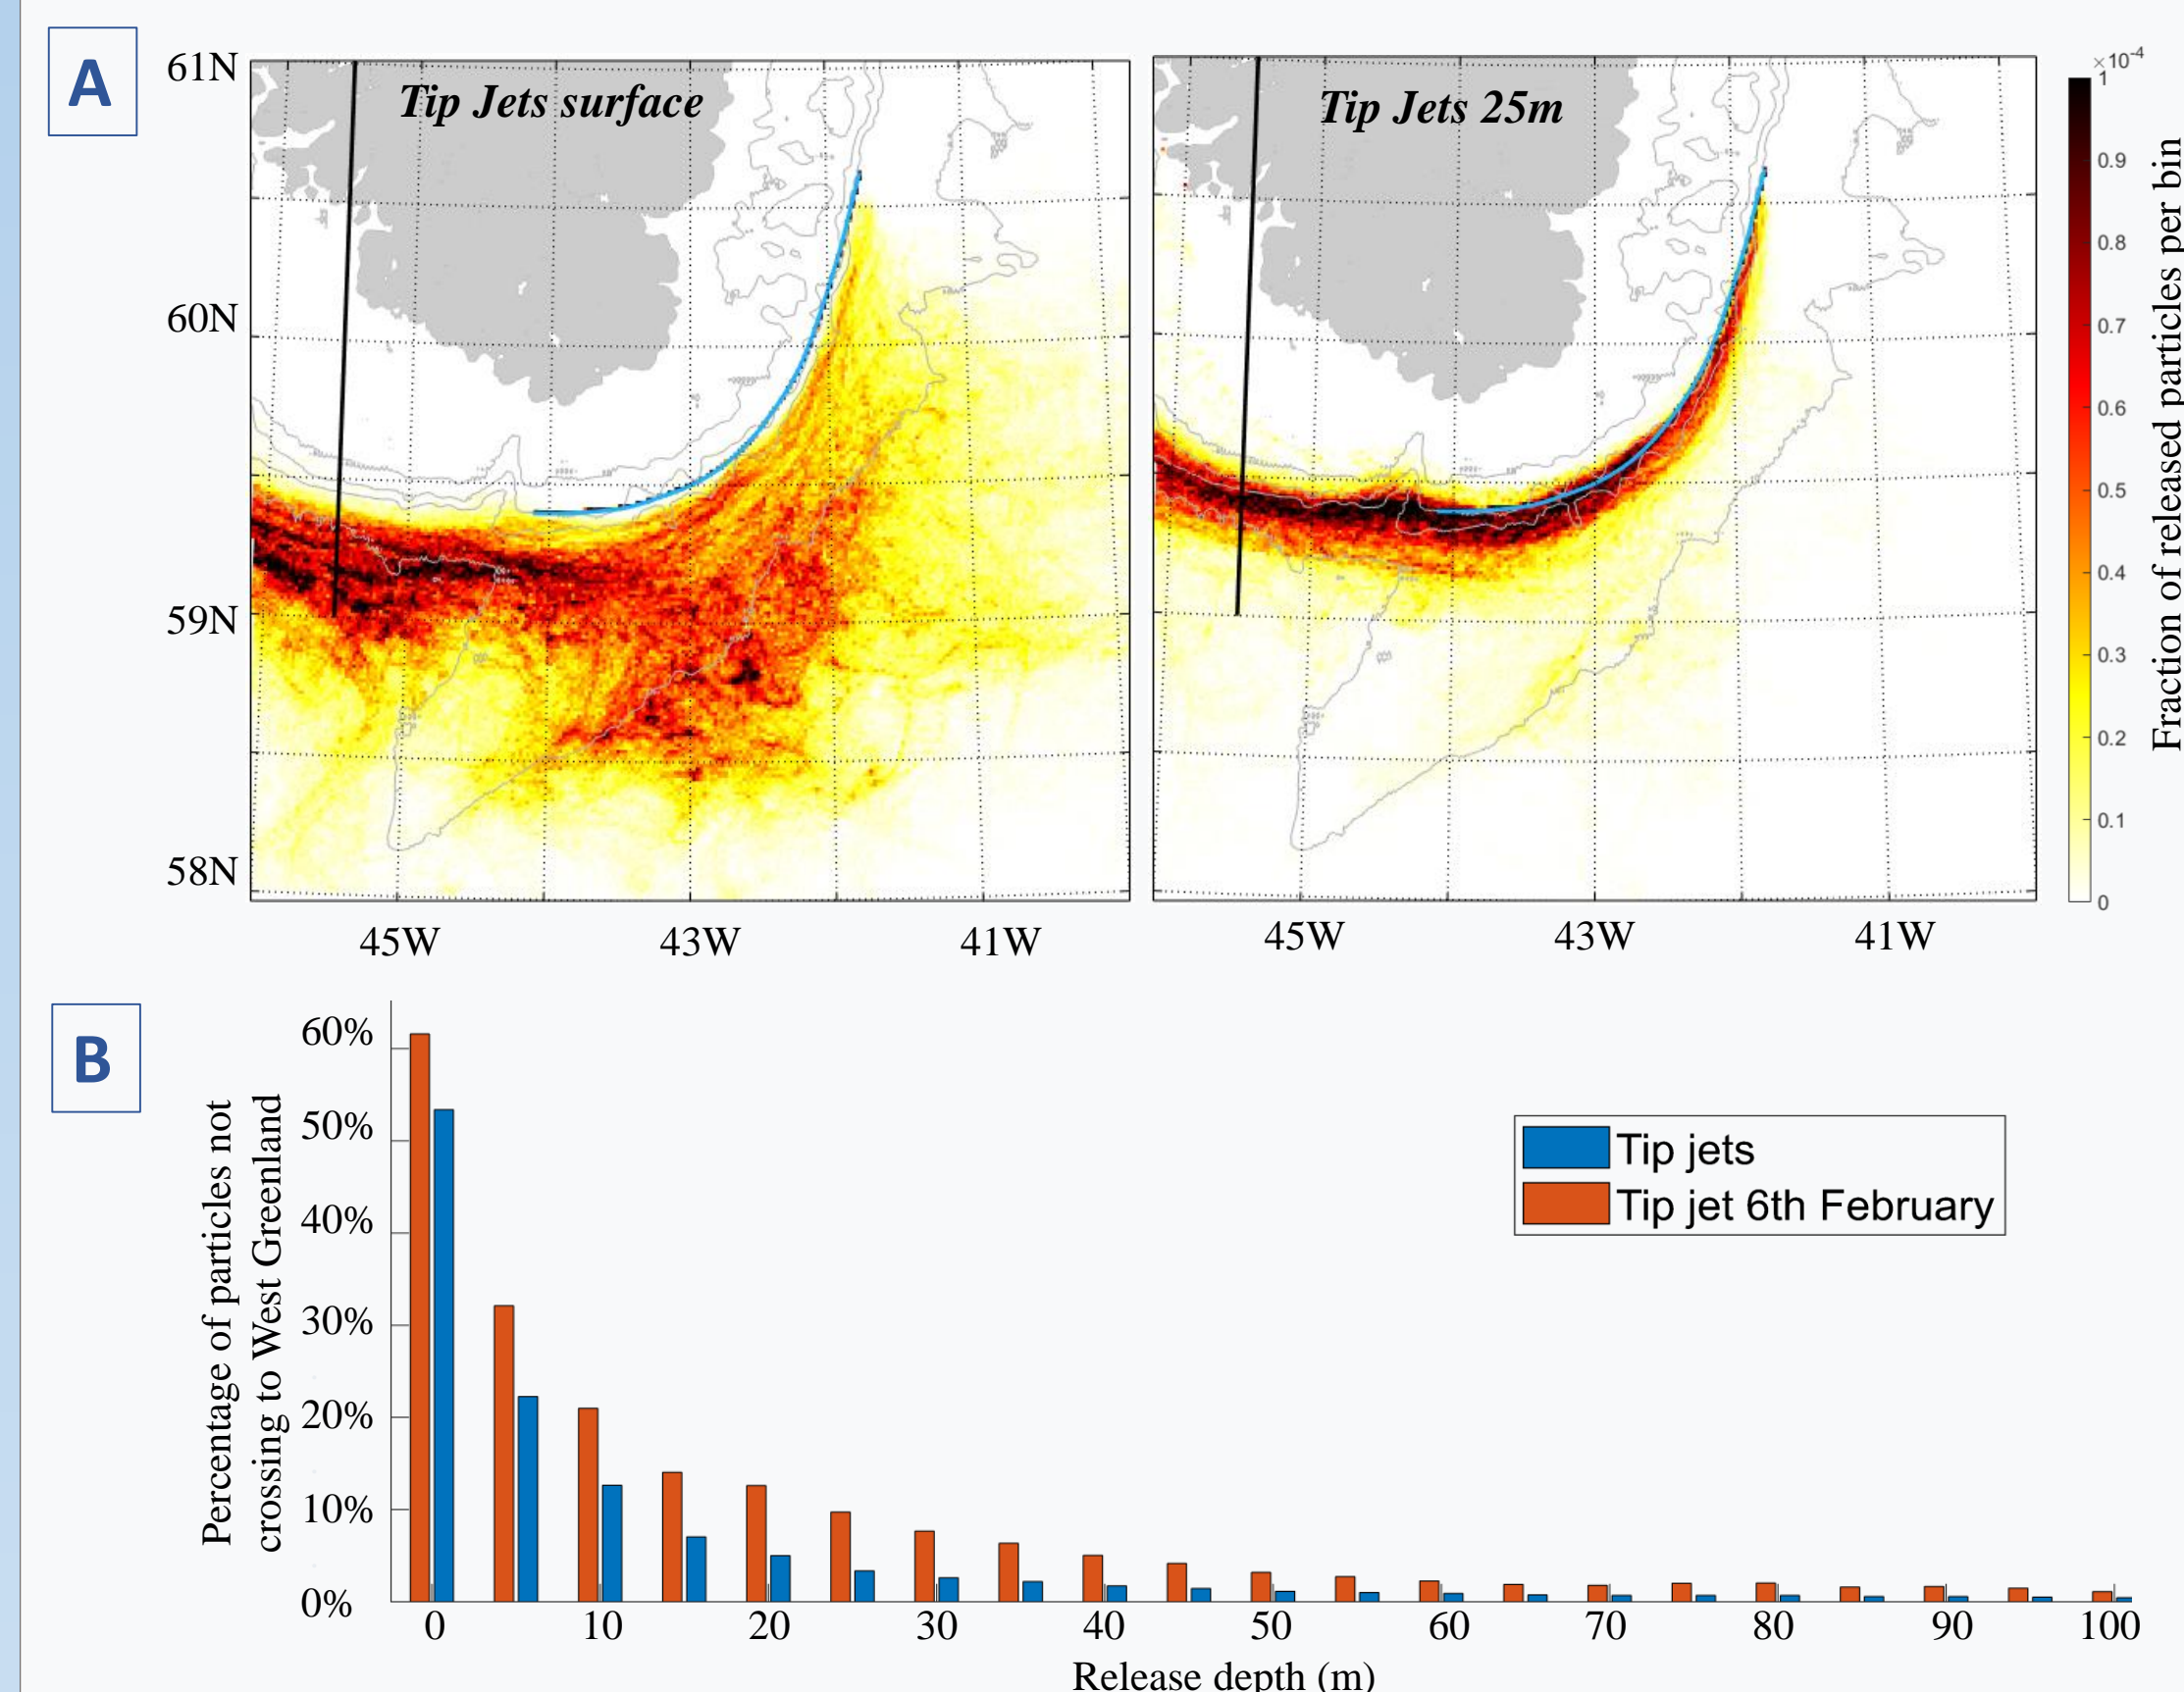 A
Tip Jets surface
Tip Jets 25m
61N
60N
59N
58N
45W
43W
41W
45W
43W
41W
×10-4
1
0.9
0.8
0.7
0.6
0.5
0.4
0.3
0.2
0.1
0
Fraction of released particles per bin
B
60%
50%
40%
30%
20%
10%
0%
Percentage of particles not
crossing to West Greenland
Tip jets
Tip jet 6th February
0 10 20 30 40 50 60 70 80 90 100
Release depth (m)